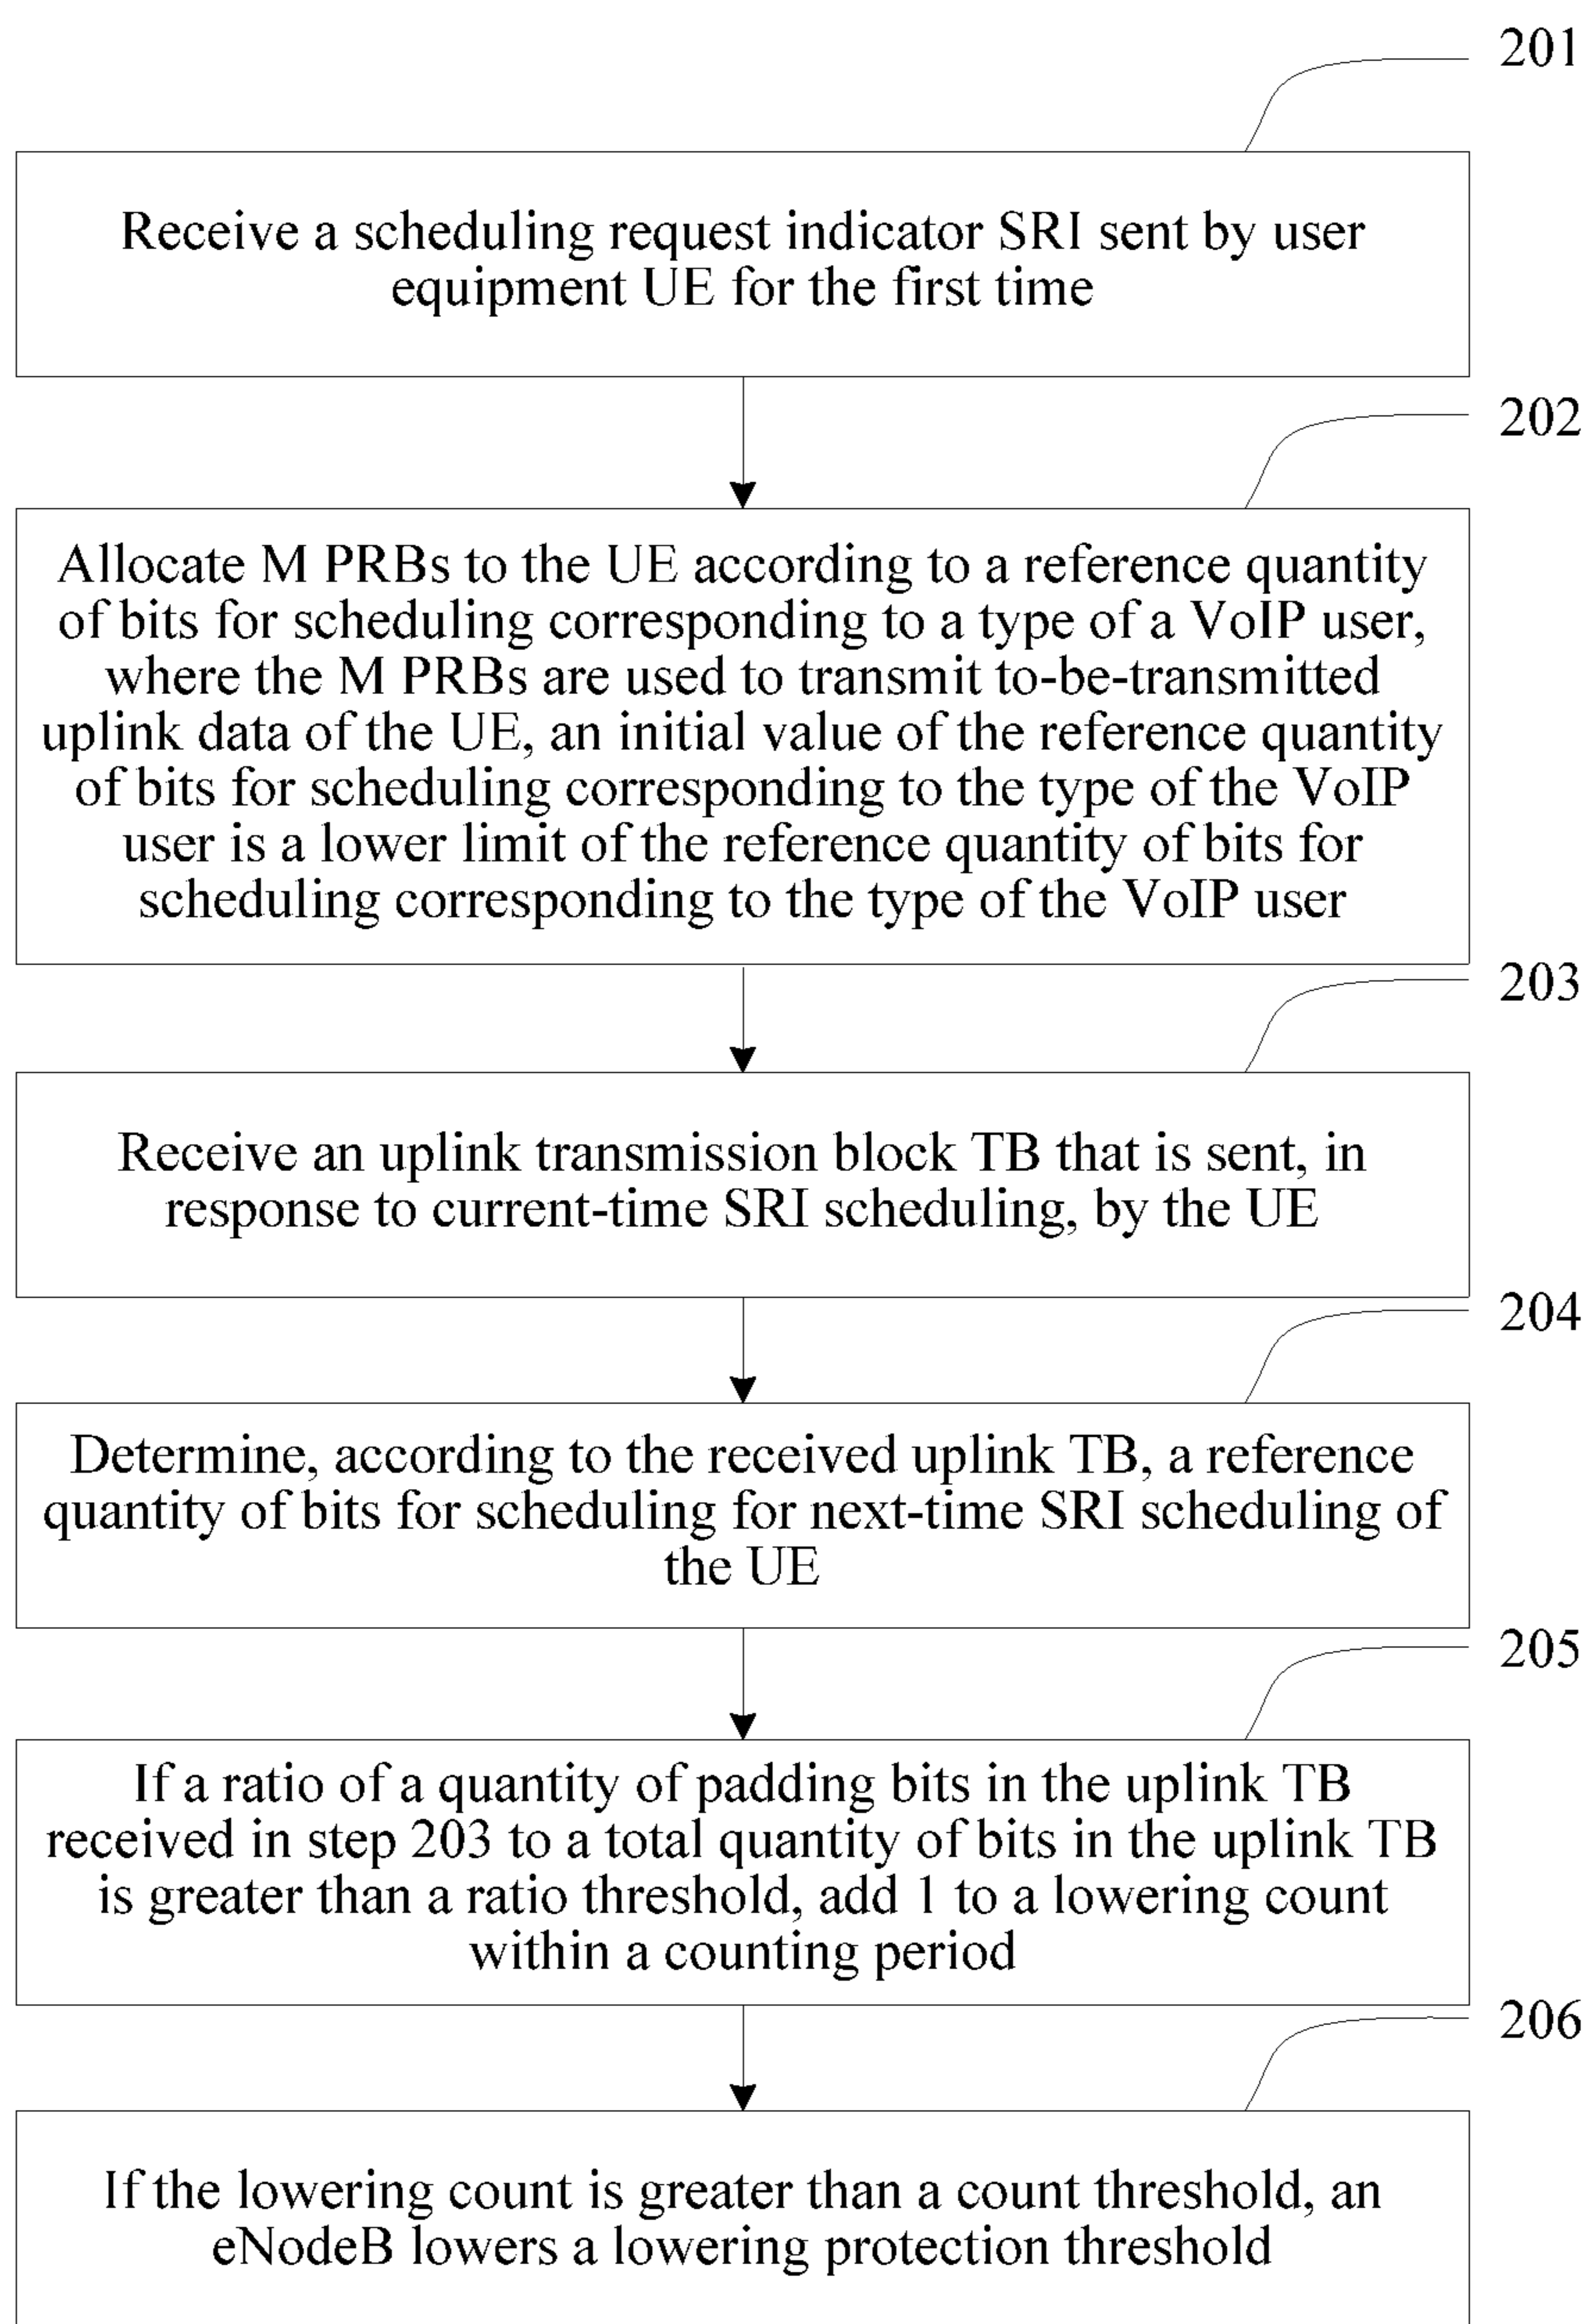 201
Receive a scheduling request indicator SRI sent by user
equipment UE for the first time
202
Allocate M PRBs to the UE according to a reference quantity
of bits for scheduling corresponding to a type of a VoIP user,
where the M PRBs are used to transmit to-be-transmitted
uplink data of the UE, an initial value of the reference quantity
of bits for scheduling corresponding to the type of the VoIP
user is a lower limit of the reference quantity of bits for
scheduling corresponding to the type of the VoIP user
203
Receive an uplink transmission block TB that is sent, in
response to current-time SRI scheduling, by the UE
204
Determine, according to the received uplink TB, a reference
quantity of bits for scheduling for next-time SRI scheduling of
the UE
205
If a ratio of a quantity of padding bits in the uplink TB
received in step 203 to a total quantity of bits in the uplink TB
is greater than a ratio threshold, add 1 to a lowering count
within a counting period
206
If the lowering count is greater than a count threshold, an
eNodeB lowers a lowering protection threshold